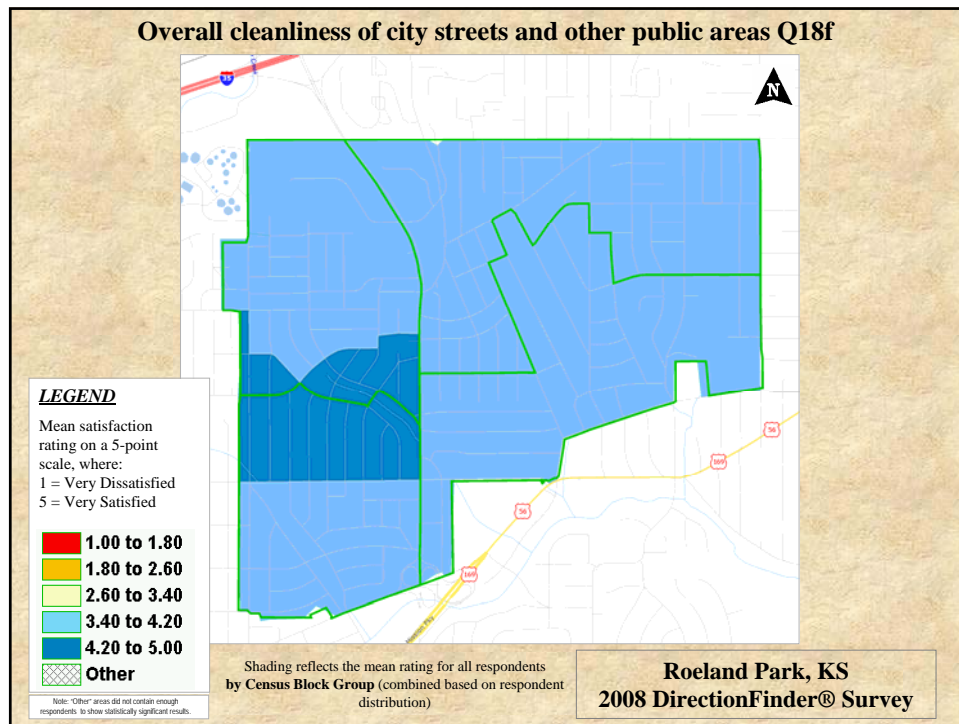 Overall cleanliness of city streets and other public areas Q18f
35
N
LEGEND
Mean satisfaction
rating on a 5-point
scale, where:
1 = Very Dissatisfied
5 = Very Satisfied
1.00 to 1.80
1.80 to 2.60
2.60 to 3.40
3.40 to 4.20
4.20 to 5.00
Other
Note: "Other" areas did not contain enough
respondents to show statistically significant results.
56
169
56
169
Shading reflects the mean rating for all respondents
by Census Block Group (combined based on respondent
distribution)
Roeland Park, KS
2008 DirectionFinder® Survey